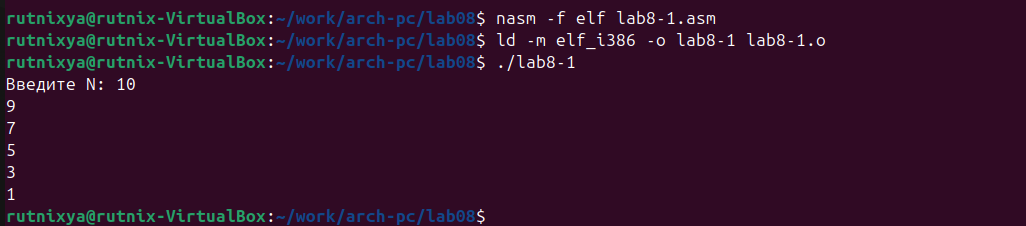 rutnixya@rutnix-VirtualBox:~/work/arch-pc/lab08$ nasm -f elf lab8-1.asm
rutnixya@rutnix-VirtualBox:~/work/arch-pc/lab08$ ld -m elf_i386 -o lab8-1 lab8-1.o
rutnixya@rutnix-VirtualBox:~/work/arch-pc/lab08$ ./lab8-1
Введите N: 10
9
7
5
3
1
rutnixya@rutnix-VirtualBox:~/work/arch-pc/lab08$